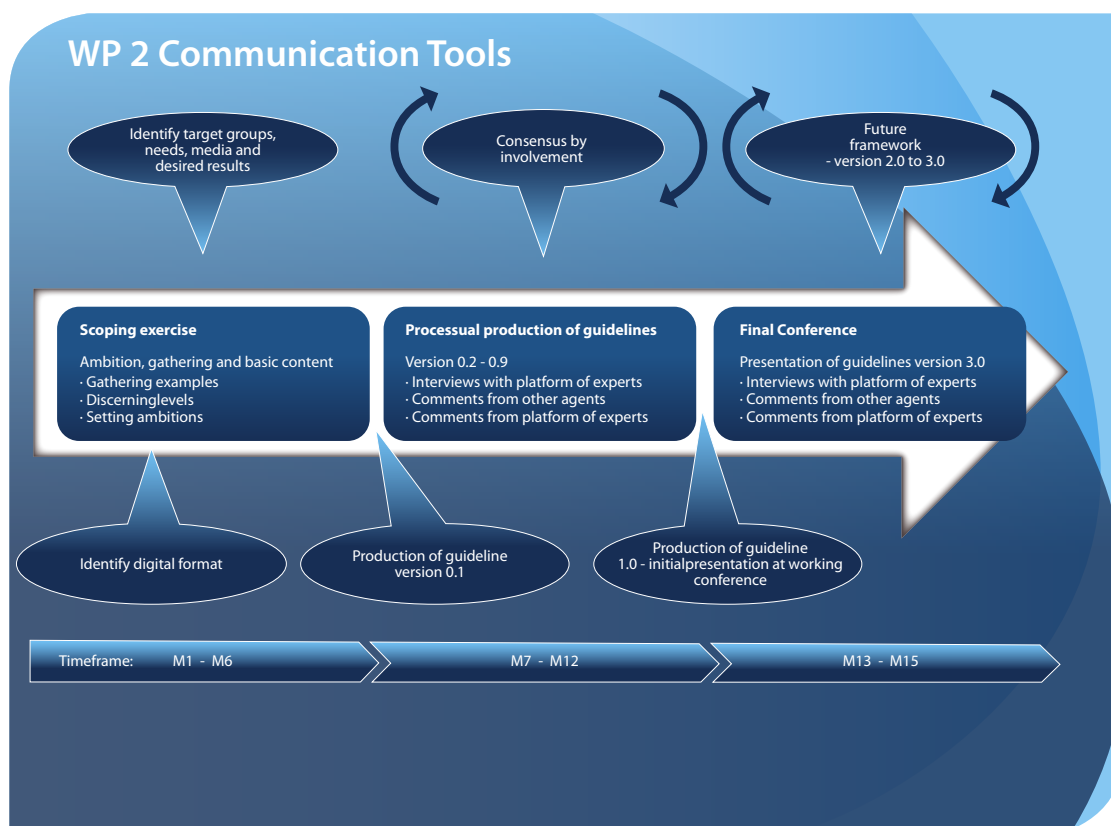 WP 2 Communication Tools
Identify target groups,
needs, media and
desired results
Consensus by
involvement
Future
framework
- version 2.0 to 3.0
Scoping exercise
Ambition, gathering and basic content
· Gathering examples
· Discerninglevels
· Setting ambitions
Processual production of guidelines
Version 0.2 - 0.9
· Interviews with platform of experts
· Comments from other agents
· Comments from platform of experts
Final Conference
Presentation of guidelines version 3.0
· Interviews with platform of experts
· Comments from other agents
· Comments from platform of experts
Identify digital format
Production of guideline
version 0.1
Production of guideline
1.0 - initialpresentation at working
conference
Timeframe: M1 - M6
M7 - M12
M13 - M15